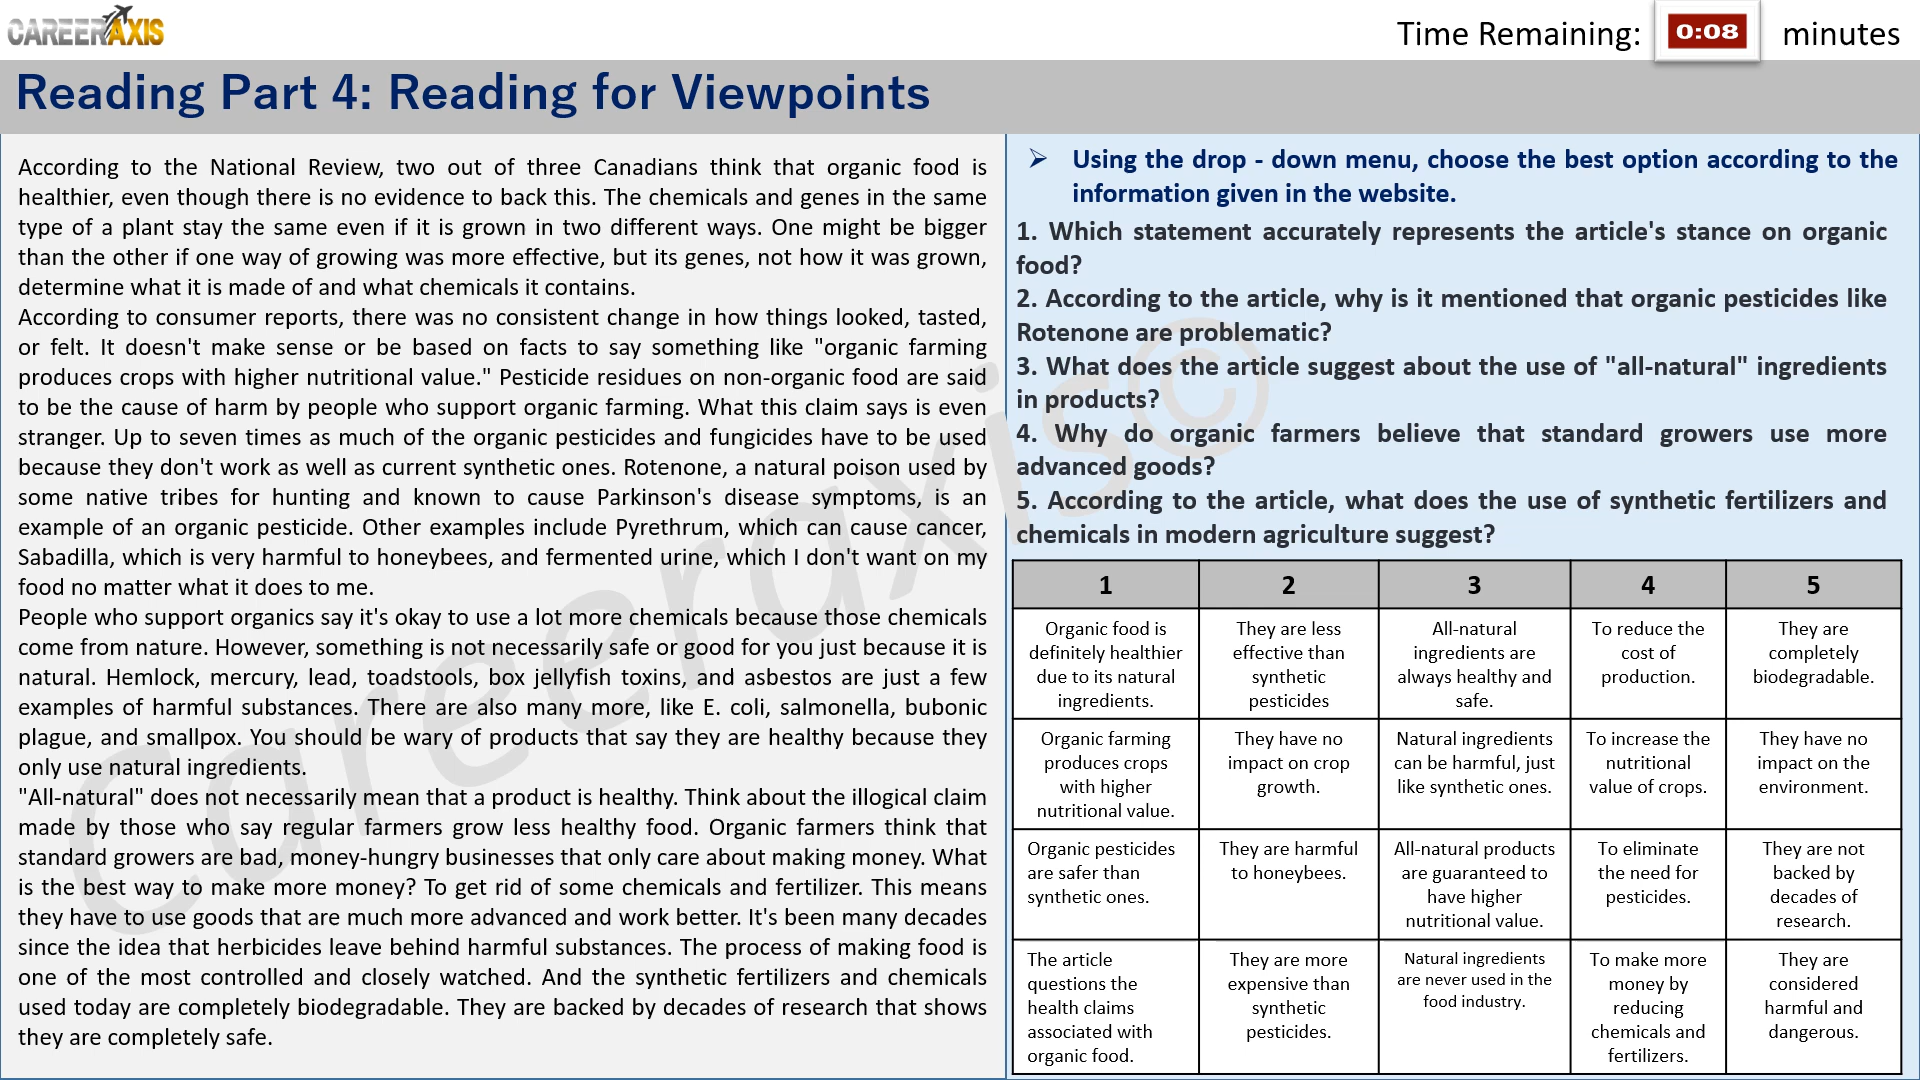 CAREERAXIS
Time Remaining: 0:08 minutes
Reading Part 4: Reading for Viewpoints
According to the National Review, two out of three Canadians think that organic food is
healthier, even though there is no evidence to back this. The chemicals and genes in the same
type of a plant stay the same even if it is grown in two different ways. One might be bigger
than the other if one way of growing was more effective, but its genes, not how it was grown,
determine what it is made of and what chemicals it contains.
According to consumer reports, there was no consistent change in how things looked, tasted,
or felt. It doesn't make sense or be based on facts to say something like "organic farming
produces crops with higher nutritional value." Pesticide residues on non-organic food are said
to be the cause of harm by people who support organic farming. What this claim says is even
stranger. Up to seven times as much of the organic pesticides and fungicides have to be used
because they don't work as well as current synthetic ones. Rotenone, a natural poison used by
some native tribes for hunting and known to cause Parkinson's disease symptoms, is an
example of an organic pesticide. Other examples include Pyrethrum, which can cause cancer,
Sabadilla, which is very harmful to honeybees, and fermented urine, which I don't want on my
food no matter what it does to me.
People who support organics say it's okay to use a lot more chemicals because those chemicals
come from nature. However, something is not necessarily safe or good for you just because it is
natural. Hemlock, mercury, lead, toadstools, box jellyfish toxins, and asbestos are just a few
examples of harmful substances. There are also many more, like E. coli, salmonella, bubonic
plague, and smallpox. You should be wary of products that say they are healthy because they
only use natural ingredients.
"All-natural" does not necessarily mean that a product is healthy. Think about the illogical claim
made by those who say regular farmers grow less healthy food. Organic farmers think that
standard growers are bad, money-hungry businesses that only care about making money. What
is the best way to make more money? To get rid of some chemicals and fertilizer. This means
they have to use goods that are much more advanced and work better. It's been many decades
since the idea that herbicides leave behind harmful substances. The process of making food is
one of the most controlled and closely watched. And the synthetic fertilizers and chemicals
used today are completely biodegradable. They are backed by decades of research that shows
they are completely safe.
Careeraxis©
Using the drop - down menu, choose the best option according to the
information given in the website.
1. Which statement accurately represents the article's stance on organic
food?
2. According to the article, why is it mentioned that organic pesticides like
Rotenone are problematic?
3. What does the article suggest about the use of "all-natural" ingredients
in products?
4. Why do organic farmers believe that standard growers use more
advanced goods?
5. According to the article, what does the use of synthetic fertilizers and
chemicals in modern agriculture suggest?
1 2 3 4 5
Organic food is
definitely healthier
due to its natural
ingredients.
They are less
effective than
synthetic
pesticides
All-natural
ingredients are
always healthy and
safe.
To reduce the
cost of
production.
They are
completely
biodegradable.
Organic farming
produces crops
with higher
nutritional value.
They have no
impact on crop
growth.
Natural ingredients
can be harmful, just
like synthetic ones.
To increase the
nutritional
value of crops.
They have no
impact on the
environment.
Organic pesticides
are safer than
synthetic ones.
They are harmful
to honeybees.
All-natural products
are guaranteed to
have higher
nutritional value.
To eliminate
the need for
pesticides.
They are not
backed by
decades of
research.
The article
questions the
health claims
associated with
organic food.
They are more
expensive than
synthetic
pesticides.
Natural ingredients
are never used in the
food industry.
To make more
money by
reducing
chemicals and
fertilizers.
They are
considered
harmful and
dangerous.